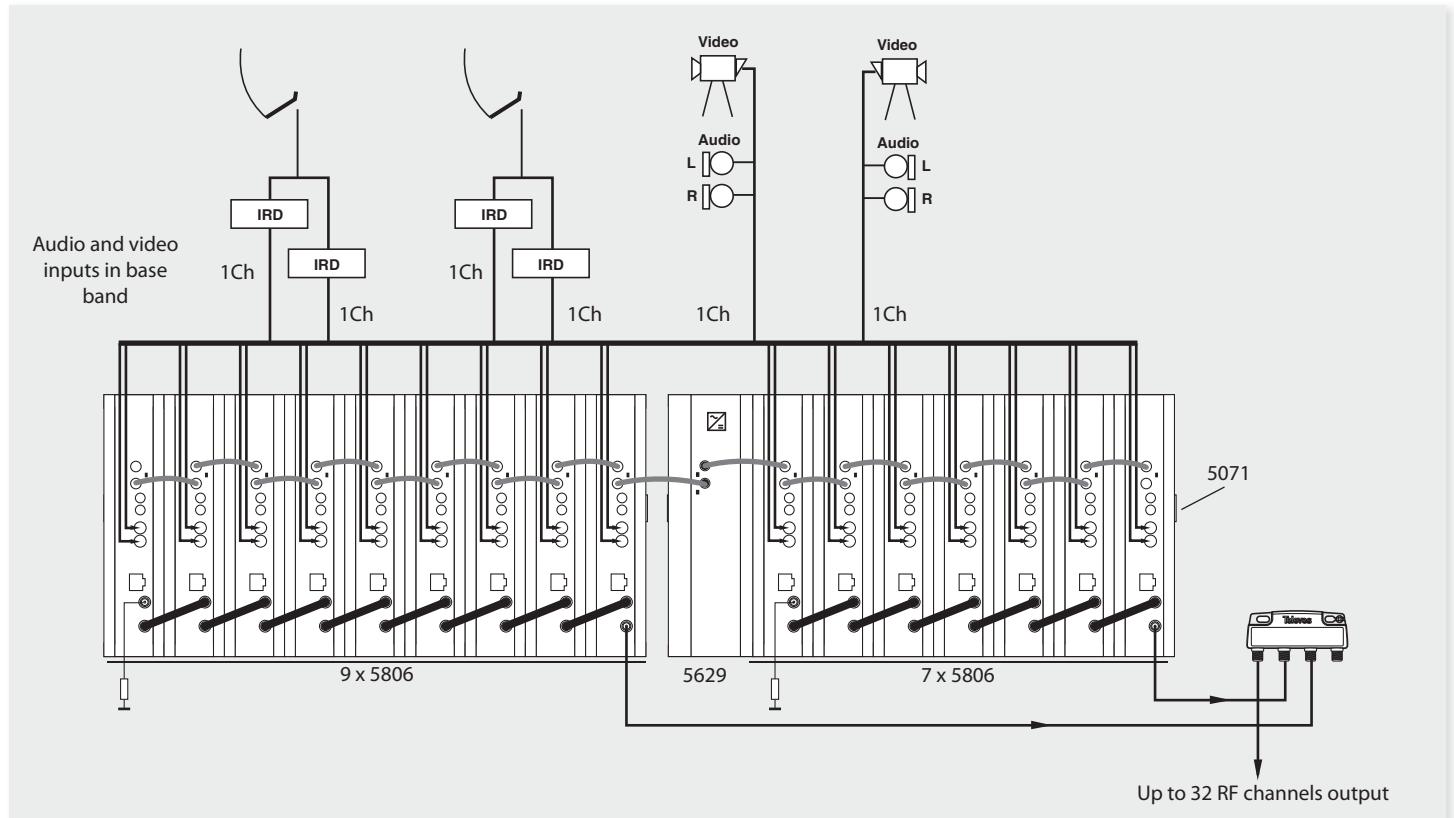 Video
Video
Audio
L
R
Audio
L
R
IRD
IRD
IRD
IRD
Audio and video
inputs in base
band
1Ch
1Ch
1Ch
1Ch
1Ch
1Ch
5071
Televes
9 x 5806
5629
7 x 5806
Up to 32 RF channels output